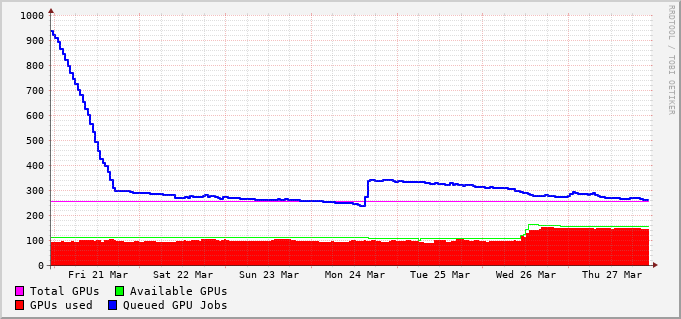 1000
900
800
700
600
500
400
300
200
100
0
Fri 21 Mar Sat 22 Mar Sun 23 Mar Mon 24 Mar Tue 25 Mar Wed 26 Mar Thu 27 Mar
Total GPUs Available GPUs
GPUs used Queued GPU Jobs
RRDTOOL / TOBI OETIKER